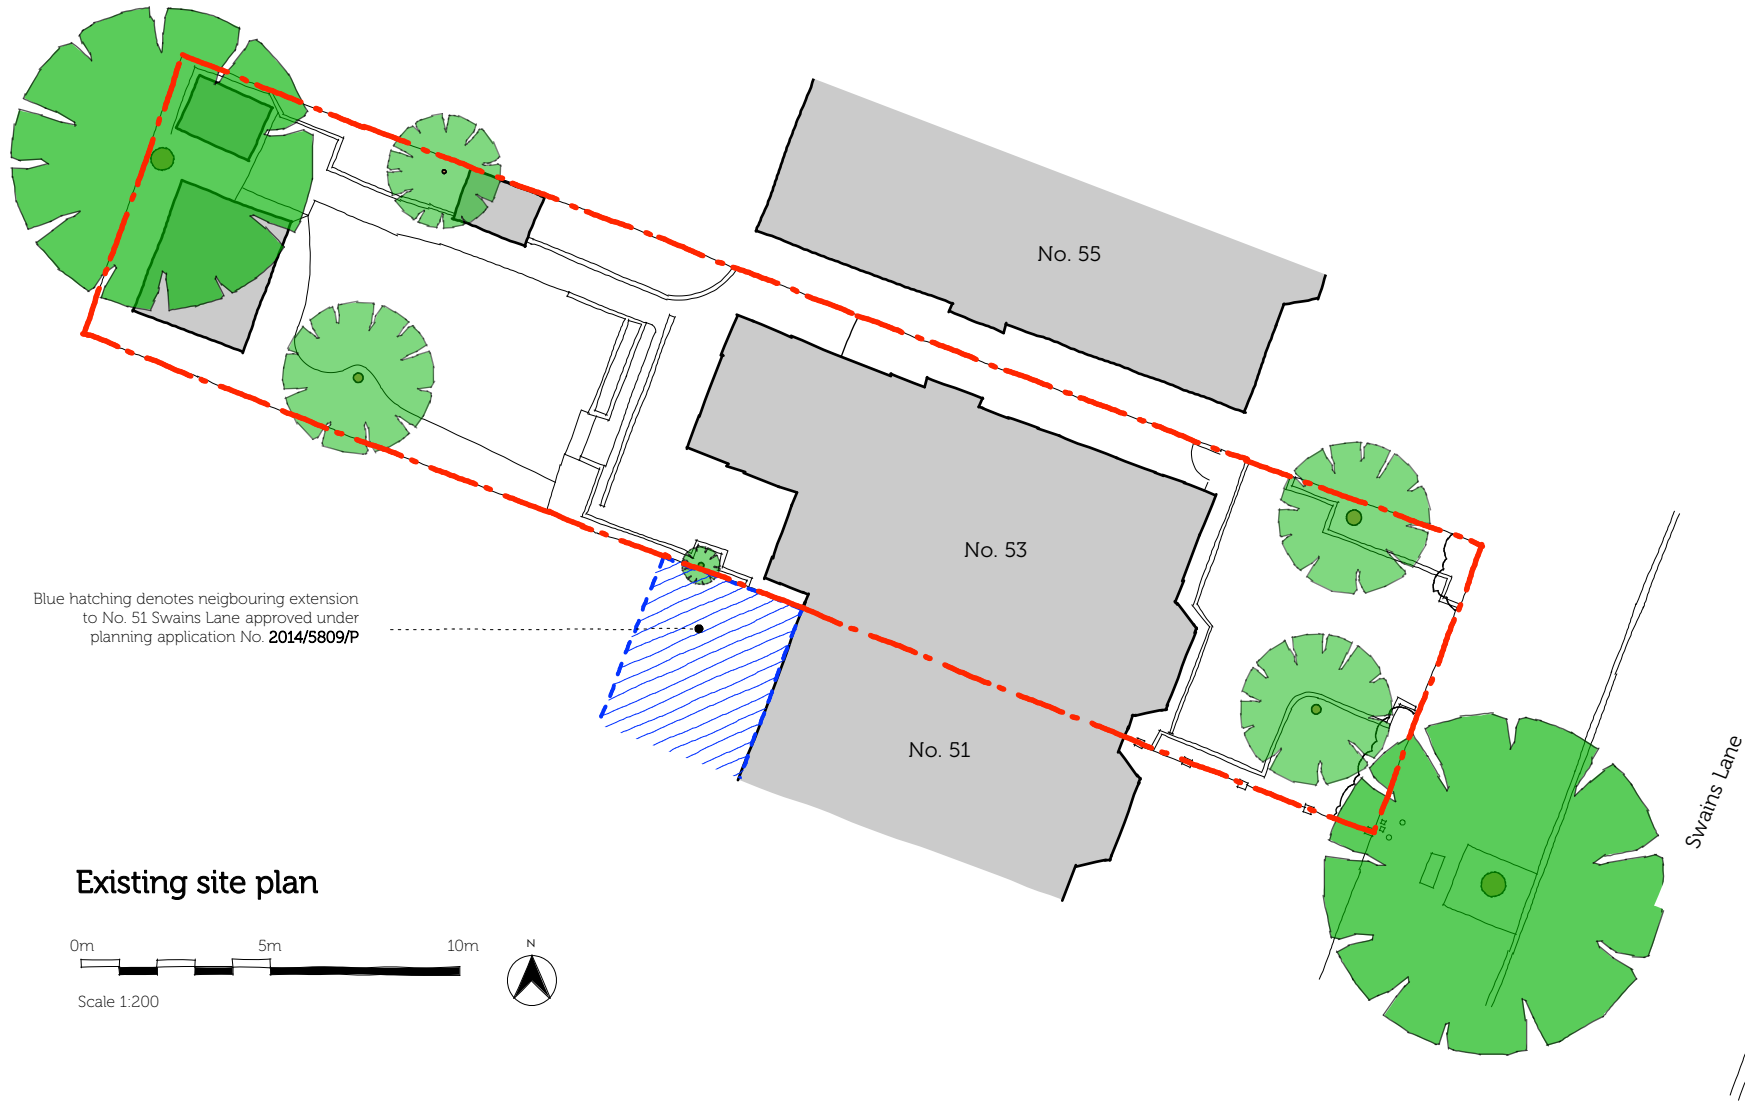 No. 55
No. 53
Blue hatching denotes neigbouring extension
to No. 51 Swains Lane approved under
planning application No. 2014/5809/P
No. 51
Swains Lane
Existing site plan
0m 5m 10m
N
Scale 1:200